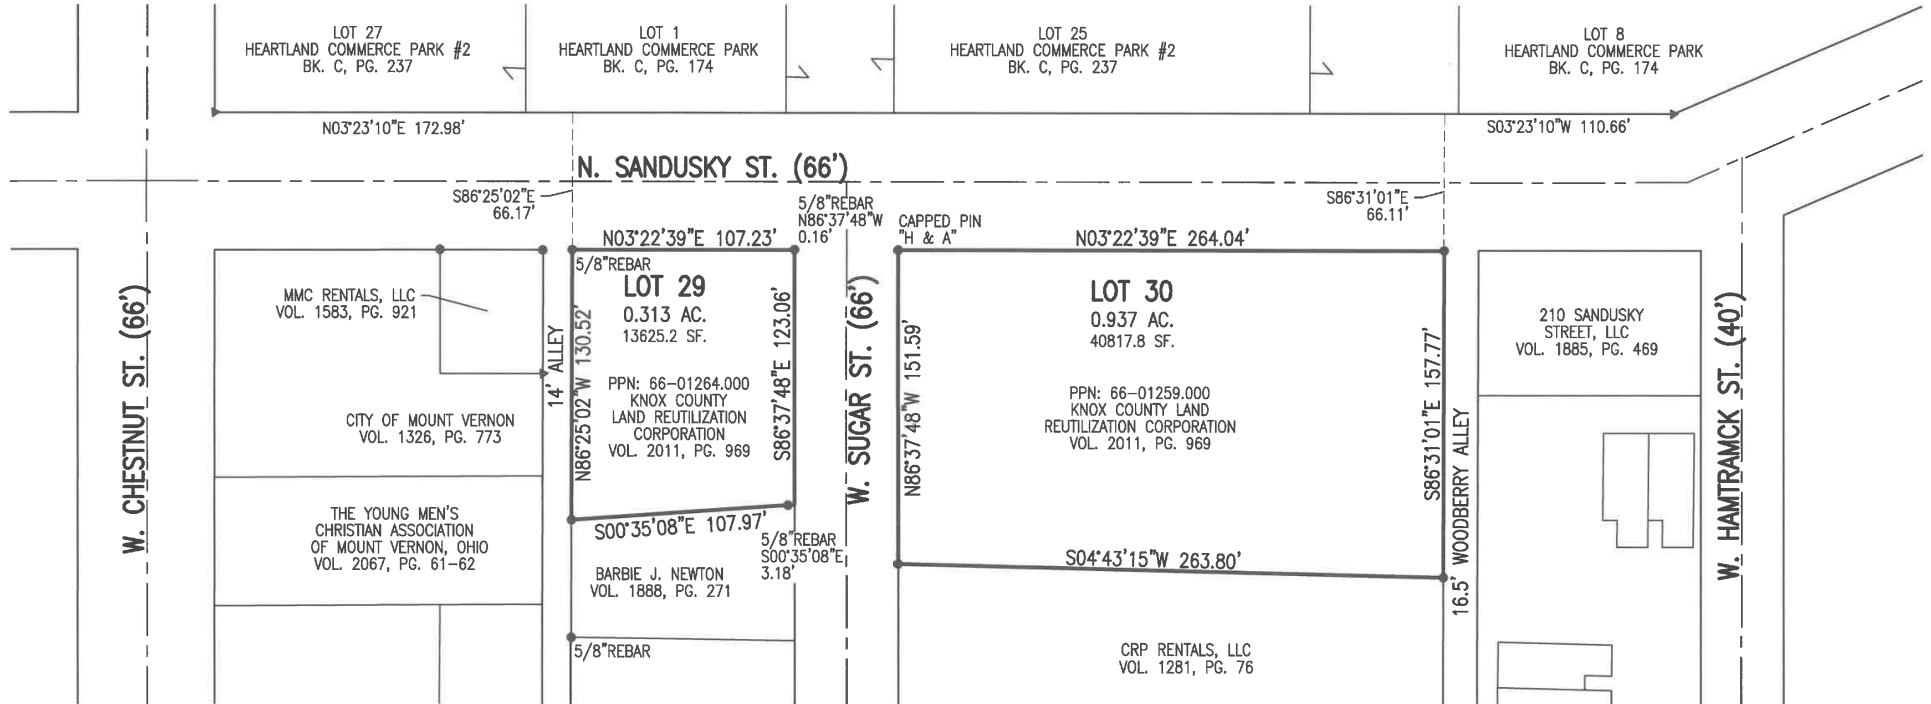 LOT 27
HEARTLAND COMMERCE PARK #2
BK. C, PG. 237
LOT 1
HEARTLAND COMMERCE PARK
BK. C, PG. 174
LOT 25
HEARTLAND COMMERCE PARK #2
BK. C, PG. 237
LOT 8
HEARTLAND COMMERCE PARK
BK. C, PG. 174
N03°23'10"E 172.98'
S03°23'10"W 110.66'
N. SANDUSKY ST. (66')
S86°25'02"E
66.17'
5/8"REBAR
N86°37'48"W
0.16'
CAPPED PIN
"H & A"
S86°31'01"E
66.11'
N03°22'39"E 107.23'
N03°22'39"E 264.04'
5/8"REBAR
LOT 29
0.313 AC.
13625.2 SF.
PPN: 66-01264.000
KNOX COUNTY
LAND REUTILIZATION
CORPORATION
VOL. 2011, PG. 969
N86°25'02"W 130.52'
S86°37'48"E 123.06'
S00°35'08"E 107.97'
5/8"REBAR
S00°35'08"E
3.18'
LOT 30
0.937 AC.
40817.8 SF.
PPN: 66-01259.000
KNOX COUNTY LAND
REUTILIZATION CORPORATION
VOL. 2011, PG. 969
N86°37'48"W 151.59'
S86°31'01"E 157.77'
S04°43'15"W 263.80'
MMC RENTALS, LLC
VOL. 1583, PG. 921
14' ALLEY
CITY OF MOUNT VERNON
VOL. 1326, PG. 773
THE YOUNG MEN'S
CHRISTIAN ASSOCIATION
OF MOUNT VERNON, OHIO
VOL. 2067, PG. 61-62
BARBIE J. NEWTON
VOL. 1888, PG. 271
5/8"REBAR
CRP RENTALS, LLC
VOL. 1281, PG. 76
210 SANDUSKY
STREET, LLC
VOL. 1885, PG. 469
W. CHESTNUT ST. (66')
W. SUGAR ST. (66')
16.5' WOODBERRY ALLEY
W. HAMTRAMCK ST. (40')